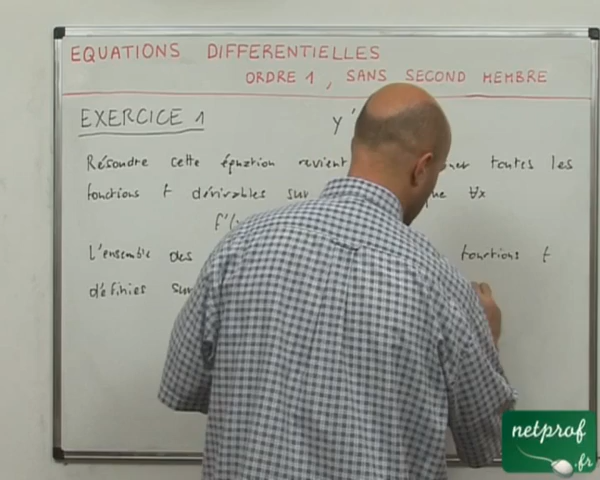 EQUATIONS DIFFERENTIELLES
ORDRE 1, SANS SECOND MEMBRE
EXERCICE 1 y'
Résoudre cette équation revient toutes les
fonctions f dérivables sur que ∀x
f'(
L'ensemble des fonctions f
définies sur
netprof
.fr